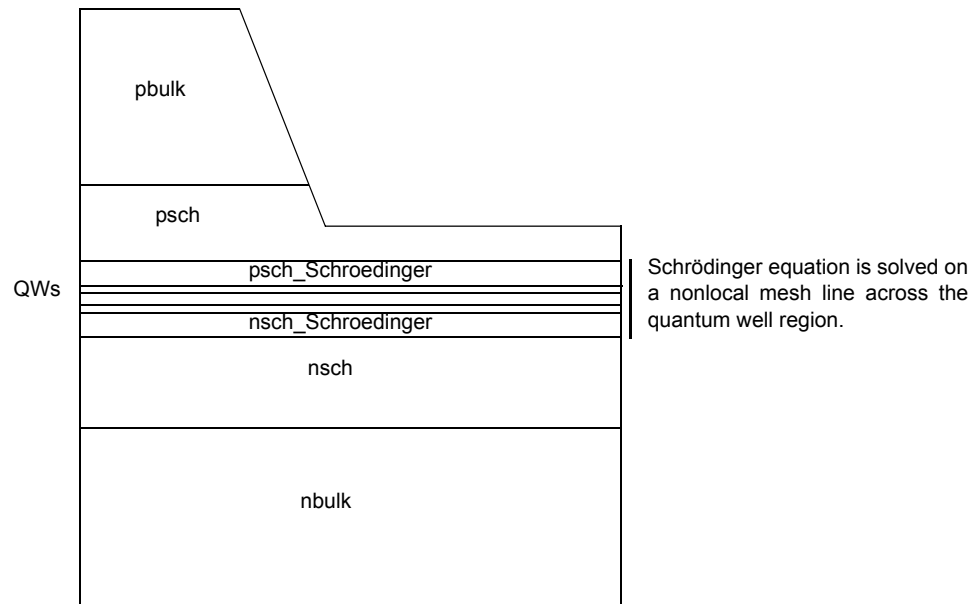 pbulk
psch
psch_Schroedinger
QWs
nsch_Schroedinger
Schrödinger equation is solved on
a nonlocal mesh line across the
quantum well region.
nsch
nbulk